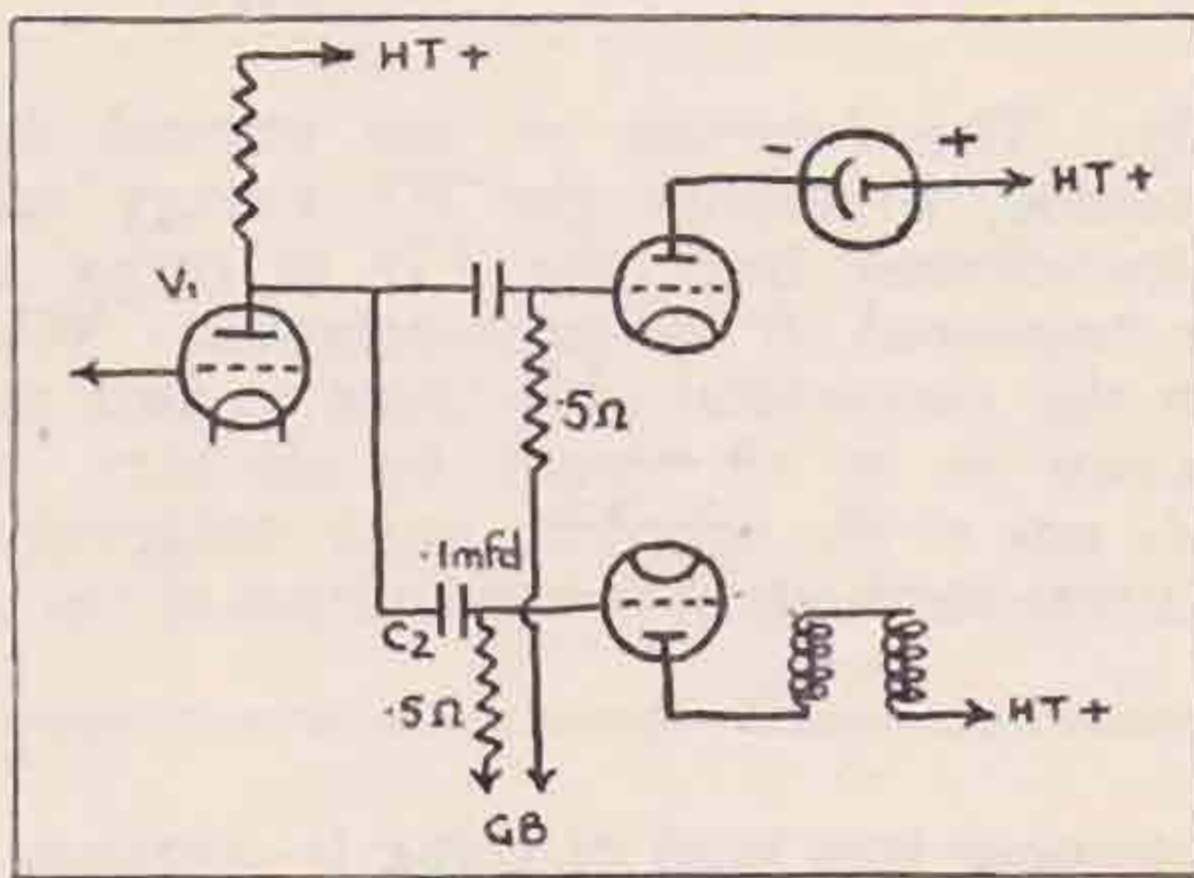 HT +
- +
HT +
V1
.5Ω
.1mfd
C2
.5Ω
HT +
GB